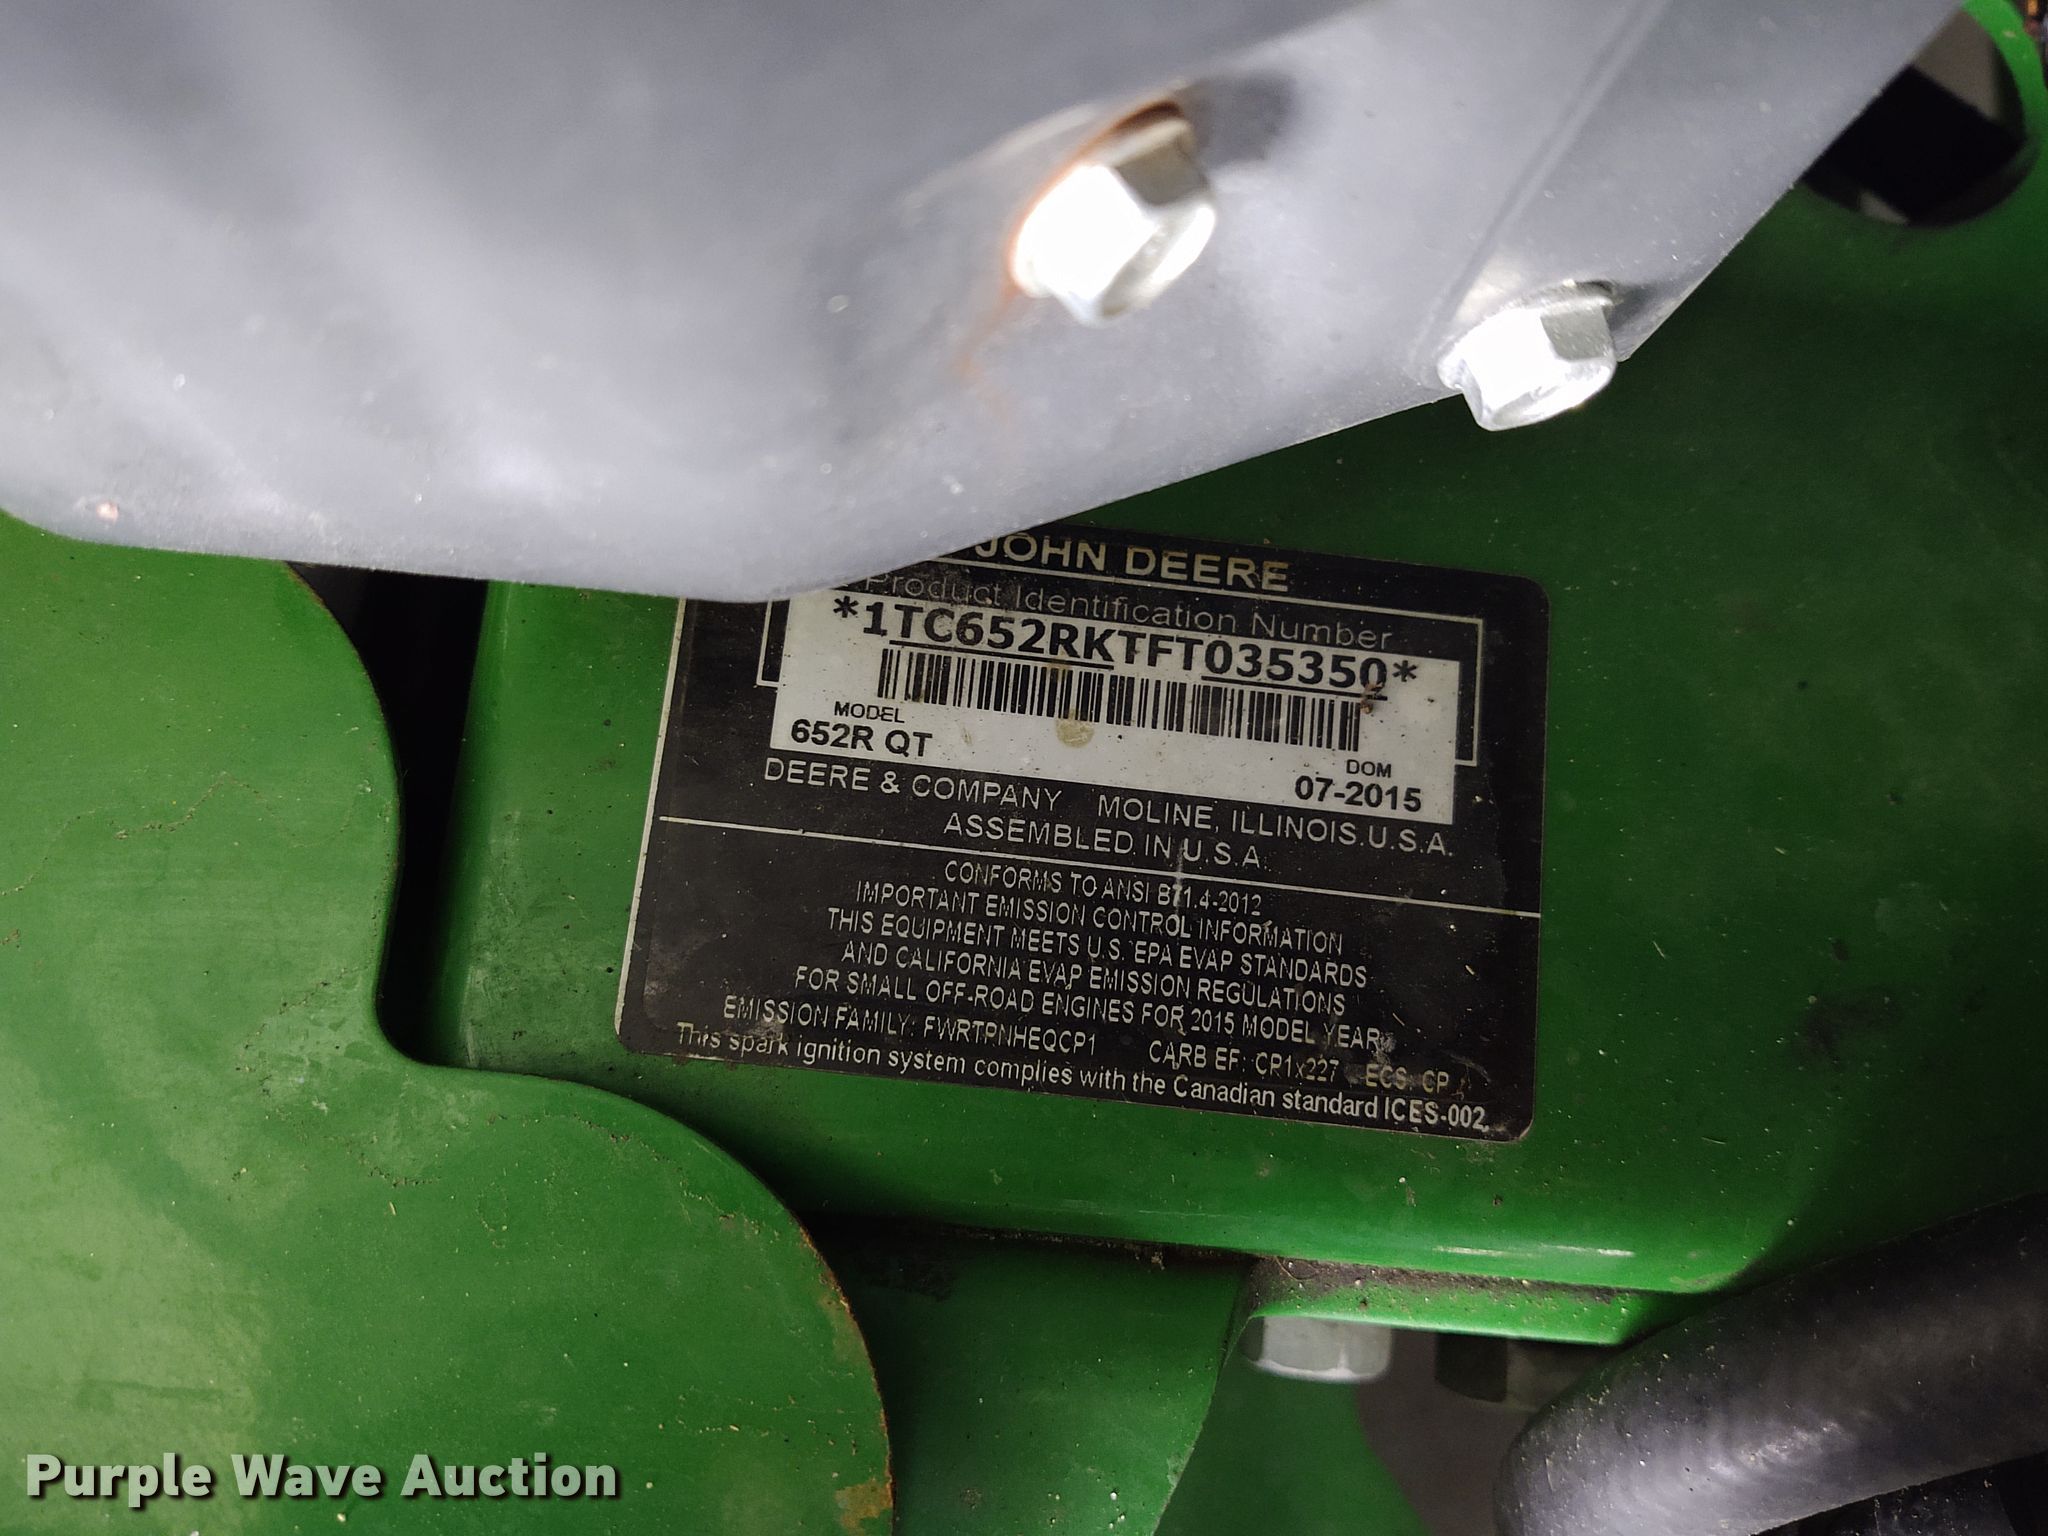 JOHN DEERE
Product Identification Number
*1TC652RKTFT035350*
MODEL
652R QT
DOM
07-2015
DEERE & COMPANY MOLINE, ILLINOIS U.S.A.
ASSEMBLED IN U.S.A.
CONFORMS TO ANSI B71.4-2012
IMPORTANT EMISSION CONTROL INFORMATION
THIS EQUIPMENT MEETS U.S. EPA EVAP STANDARDS
AND CALIFORNIA EVAP EMISSION REGULATIONS
FOR SMALL OFF-ROAD ENGINES FOR 2015 MODEL YEAR
EMISSION FAMILY: FWRTPNHEQCP1 CARB EF: CP1x227 ECS: CP
This spark ignition system complies with the Canadian standard ICES-002.
Purple Wave Auction